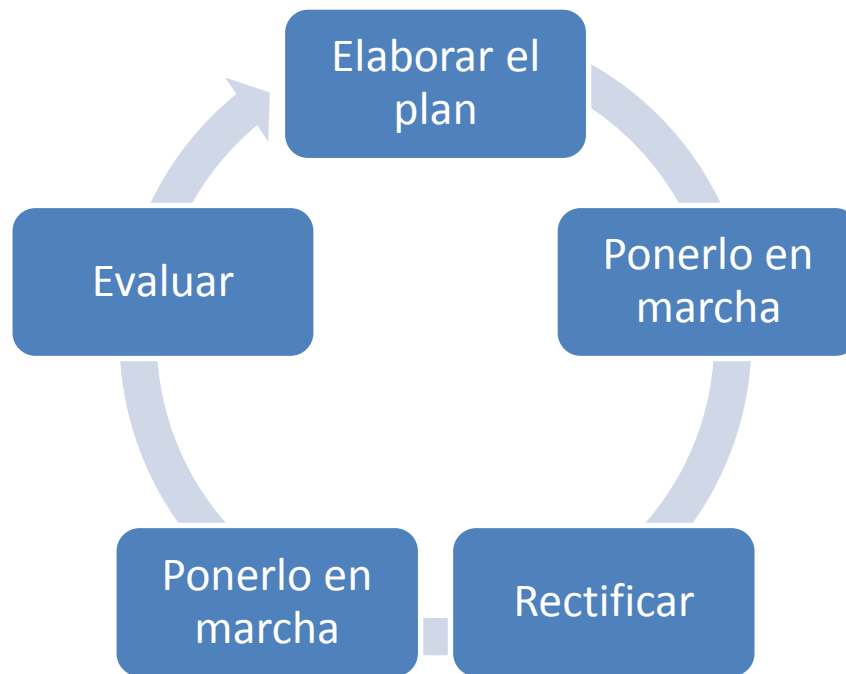 Elaborar el
plan
Ponerlo en
marcha
Rectificar
Ponerlo en
marcha
Evaluar